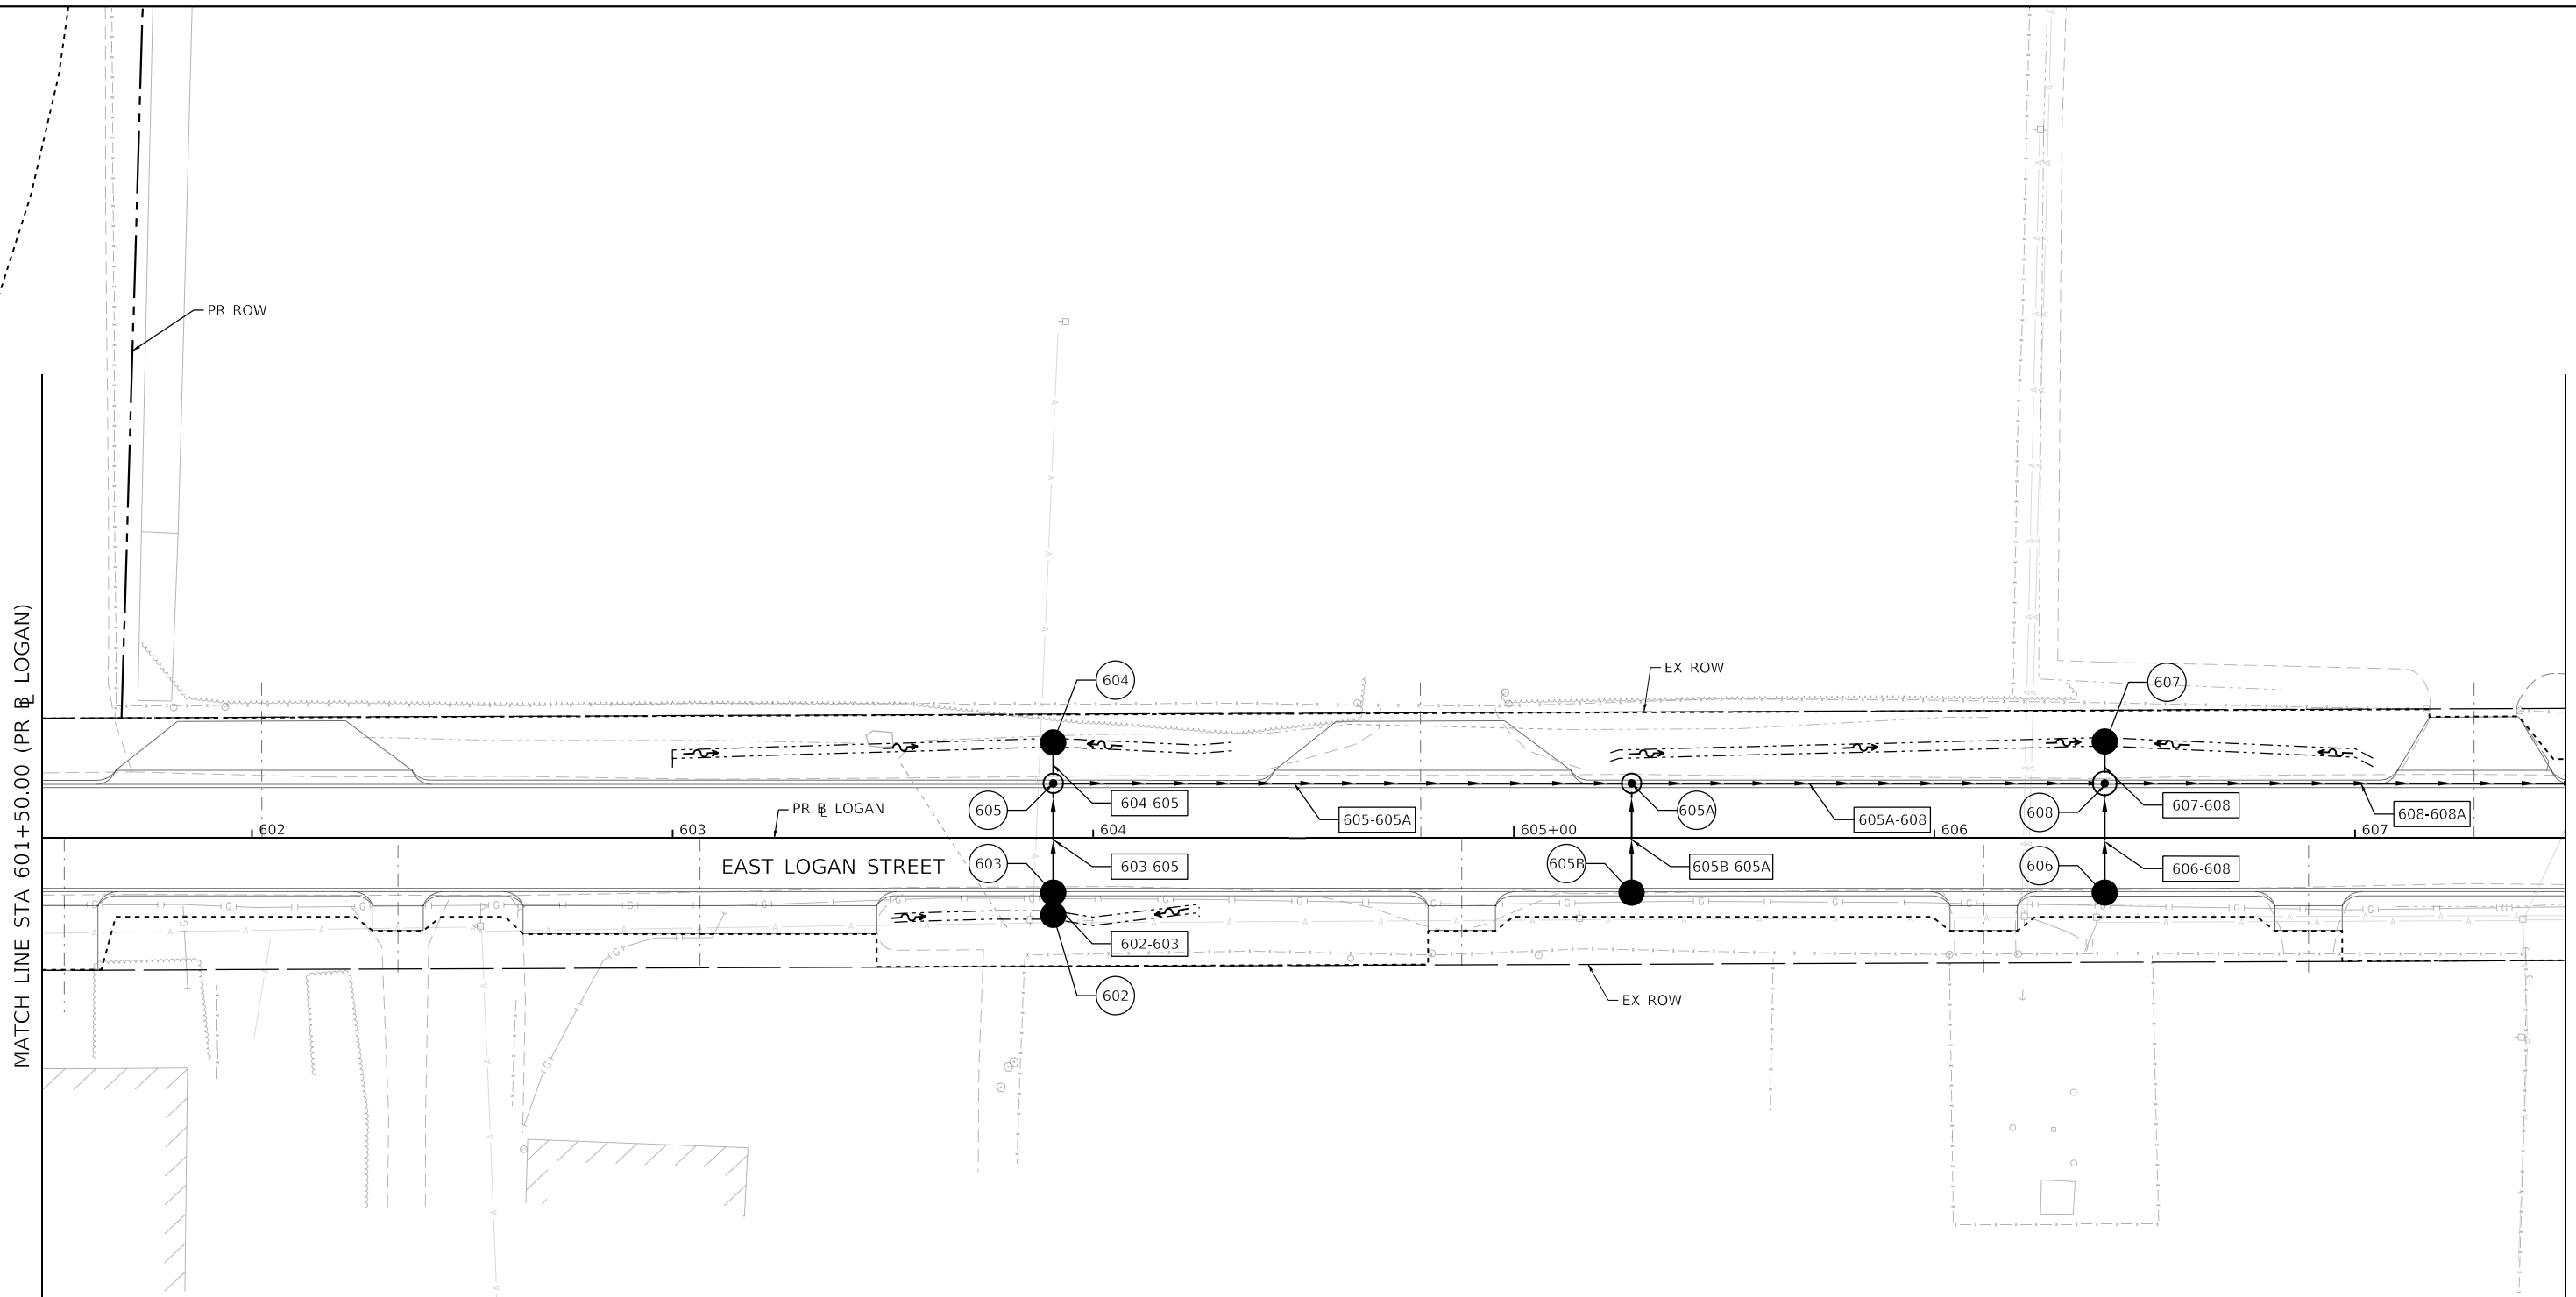 PR ROW
MATCH LINE STA 601+50.00 (PR ℄ LOGAN)
604
EX ROW
607
605
604-605
PR ℄ LOGAN
605-605A
605A
605A-608
608
607-608
608-608A
602
603
604
605+00
606
607
EAST LOGAN STREET
603
603-605
605B
605B-605A
606
606-608
602-603
602
EX ROW